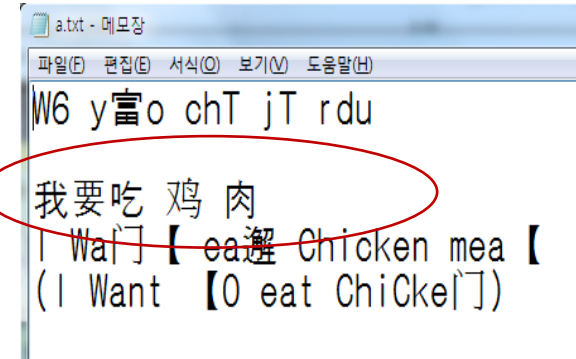 a.txt - 메모장
파일(F) 편집(E) 서식(O) 보기(V) 도움말(H)
W6 y富o chT jT rdu
我要吃 鸡 肉
I Wa门【 ea邂 Chicken mea【
(I Want 【O eat ChiCke门)